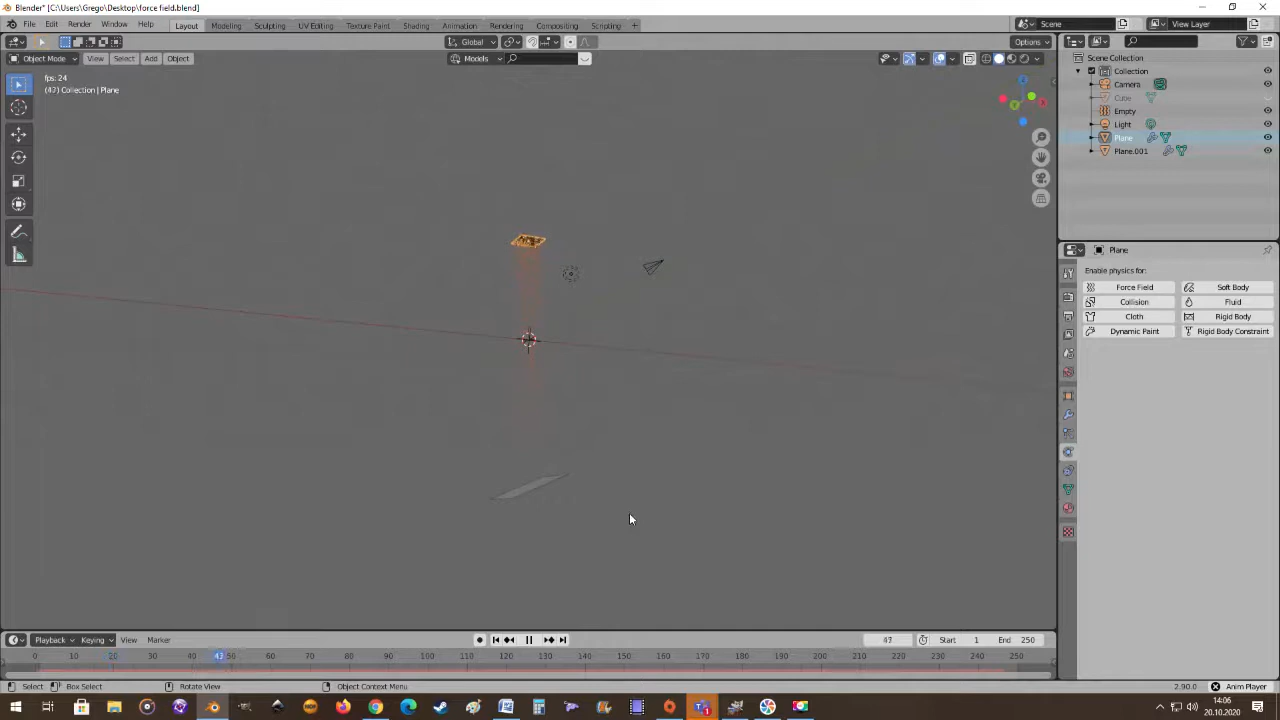 Blender* [C:\Users\Grego\Desktop\force field.blend]
File Edit Render Window Help Layout Modeling Sculpting UV Editing Texture Paint Shading Animation Rendering Compositing Scripting + Scene View Layer
Global Options
Object Mode View Select Add Object Models
fps: 24
(43) Collection | Plane
Scene Collection
Collection
Camera
Cube
Empty
Light
Plane
Plane.001
Plane
Enable physics for:
Force Field Soft Body
Collision Fluid
Cloth Rigid Body
Dynamic Paint Rigid Body Constraint
Playback Keying View Marker 43 Start 1 End 250
0 10 20 30 40 43 50 60 70 80 90 100 110 120 130 140 150 160 170 180 190 200 210 220 230 240 250
Select Box Select Rotate View Object Context Menu 2.90.0 Anim Player
14:06
20.10.2020